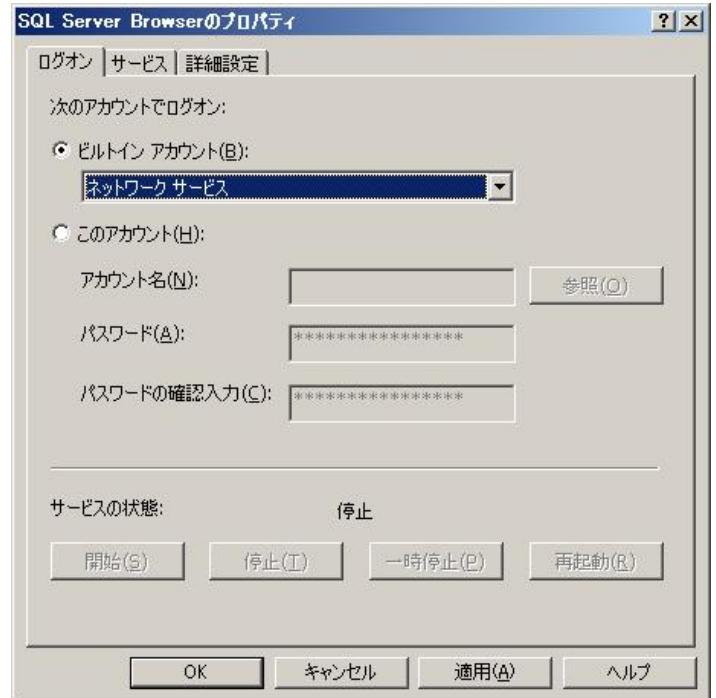 SQL Server Browserのプロパティ
ログオン サービス 詳細設定
次のアカウントでログオン:
ビルトイン アカウント(B):
ネットワーク サービス
このアカウント(H):
アカウント名(N): 参照(O)
パスワード(A): ****************
パスワードの確認入力(C): ****************
サービスの状態: 停止
開始(S) 停止(T) 一時停止(P) 再起動(R)
OK キャンセル 適用(A) ヘルプ